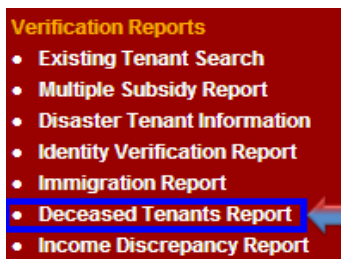 Verification Reports
• Existing Tenant Search
• Multiple Subsidy Report
• Disaster Tenant Information
• Identity Verification Report
• Immigration Report
• Deceased Tenants Report
• Income Discrepancy Report